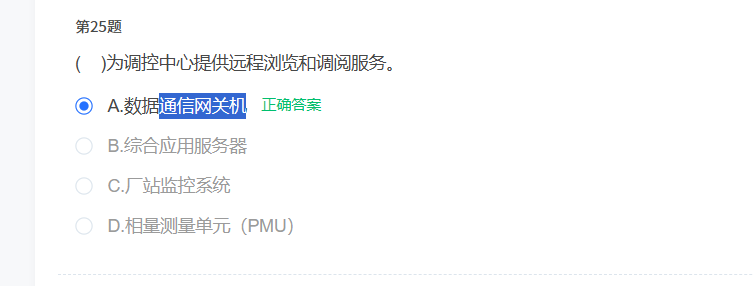 第25题
(　)为调控中心提供远程浏览和调阅服务。
A.数据通信网关机 正确答案
B.综合应用服务器
C.厂站监控系统
D.相量测量单元（PMU）